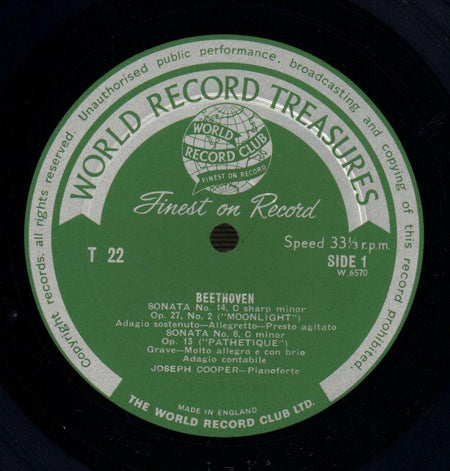 Copyright records. all rights reserved. Unauthorised public performance, broadcasting and copying of this record prohibited.
WORLD RECORD TREASURES
WORLD
RECORD CLUB
FINEST ON RECORD
Finest on Record
Speed 33⅓ r.p.m.
T 22
SIDE 1
W.6570
BEETHOVEN
SONATA No. 14, C sharp minor
Op. 27, No. 2 ("MOONLIGHT")
Adagio sostenuto—Allegretto—Presto agitato
SONATA No. 8, C minor
Op. 13 ("PATHETIQUE")
Grave—Molto allegro e con brio
Adagio contabile
JOSEPH COOPER—Pianoforte
MADE IN ENGLAND
THE WORLD RECORD CLUB LTD.